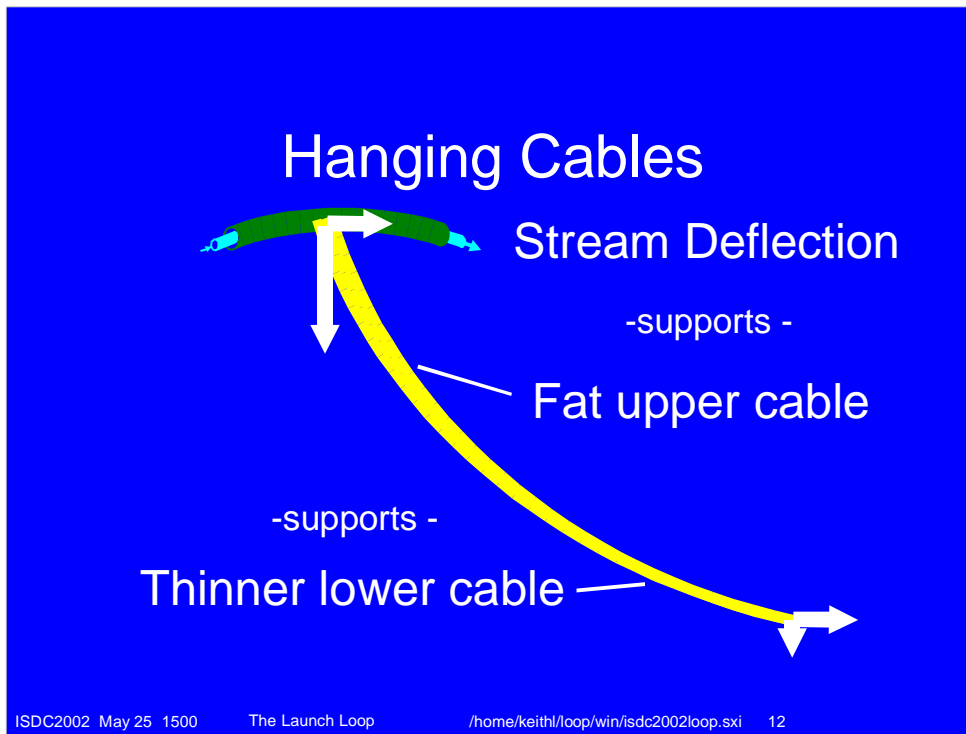 Hanging Cables
Stream Deflection
-supports -
Fat upper cable
-supports -
Thinner lower cable
ISDC2002 May 25 1500 The Launch Loop /home/keithl/loop/win/isdc2002loop.sxi 12